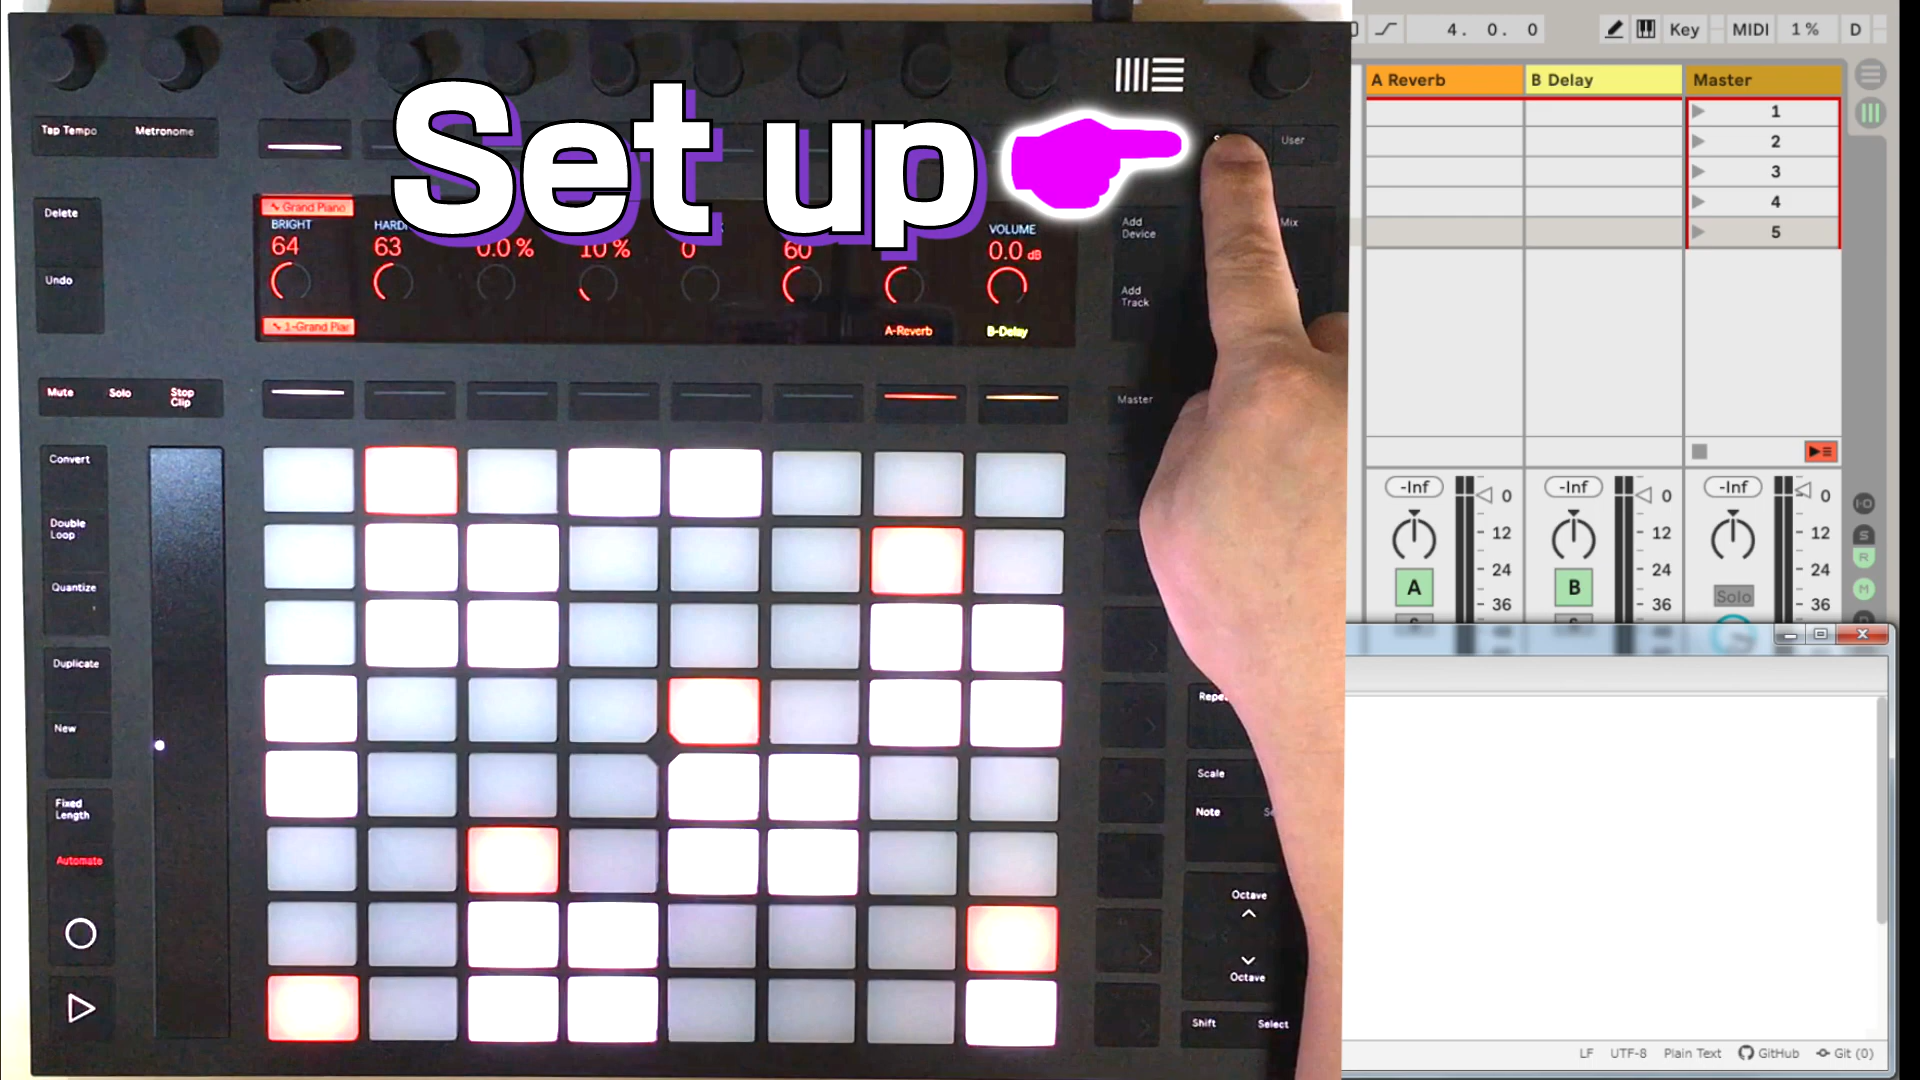 Set up
Tap Tempo
Metronome
User
Delete
Undo
Grand Piano
BRIGHT
64
63
0.0 %
10 %
0
60
VOLUME
0.0 dB
A-Reverb
B-Delay
Add
Device
Mix
Add
Track
Mute
Solo
Stop
Clip
Master
Convert
Double
Loop
Quantize
Duplicate
New
Fixed
Length
Automate
Scale
Note
Octave
Octave
Shift
Select
4. 0. 0
Key
MIDI
1 %
D
A Reverb
B Delay
Master
1
2
3
4
5
-Inf
0
12
24
36
A
-Inf
0
12
24
36
B
-Inf
0
12
24
36
Solo
S
R
M
LF
UTF-8
Plain Text
GitHub
Git (0)